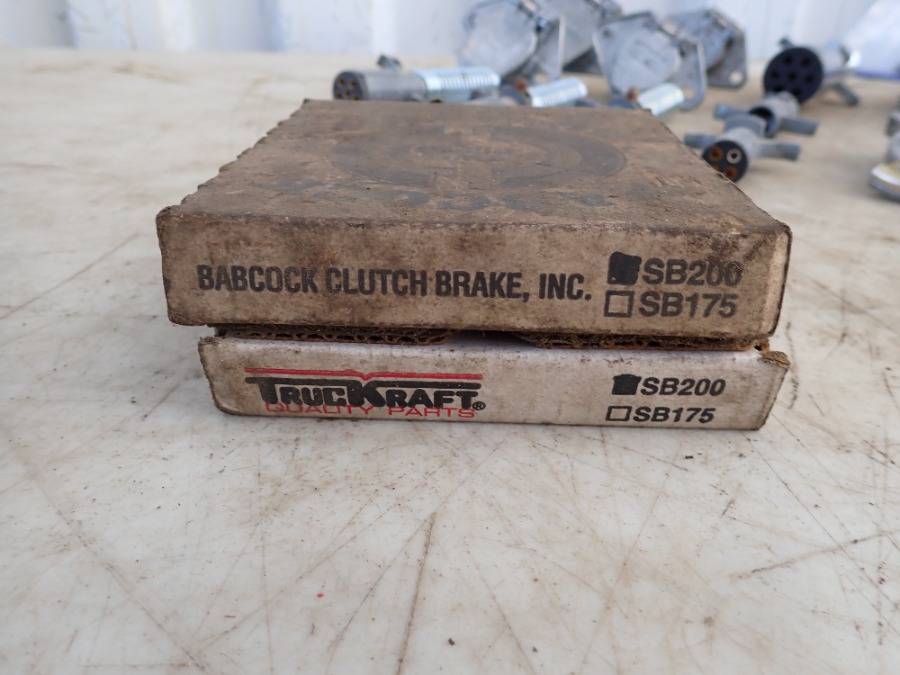 BABCOCK CLUTCH BRAKE, INC.
SB200
SB175
TRUCKRAFT®
QUALITY PARTS
SB200
SB175